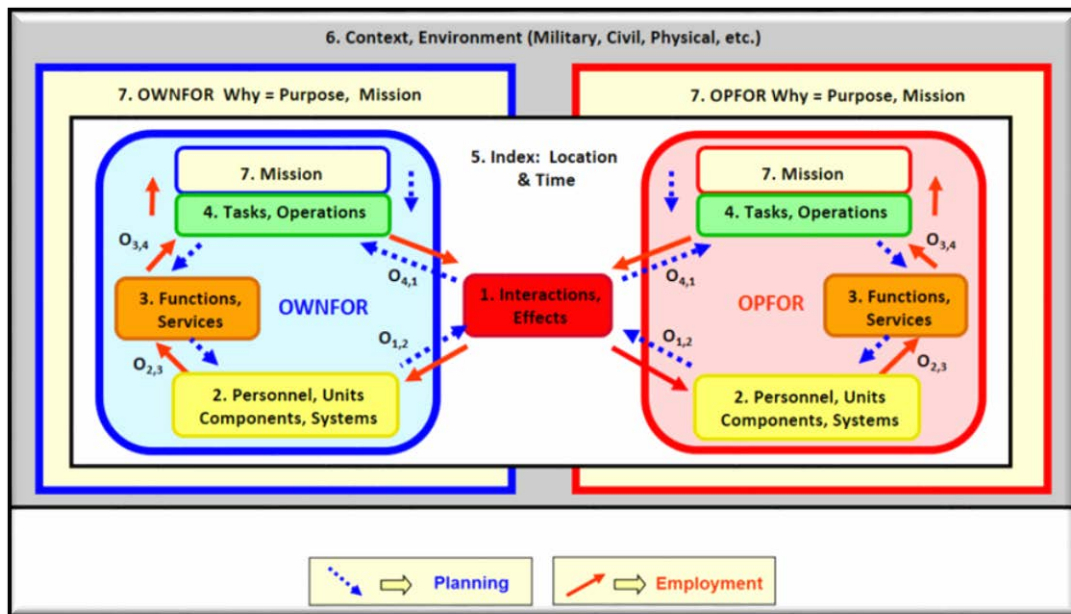 6. Context, Environment (Military, Civil, Physical, etc.)
7. OWNFOR Why = Purpose, Mission
7. OPFOR Why = Purpose, Mission
5. Index: Location
& Time
7. Mission
4. Tasks, Operations
O3,4
O4,1
3. Functions,
Services
OWNFOR
O1,2
O2,3
2. Personnel, Units
Components, Systems
1. Interactions,
Effects
7. Mission
4. Tasks, Operations
O3,4
O4,1
OPFOR
3. Functions,
Services
O1,2
O2,3
2. Personnel, Units
Components, Systems
Planning
Employment